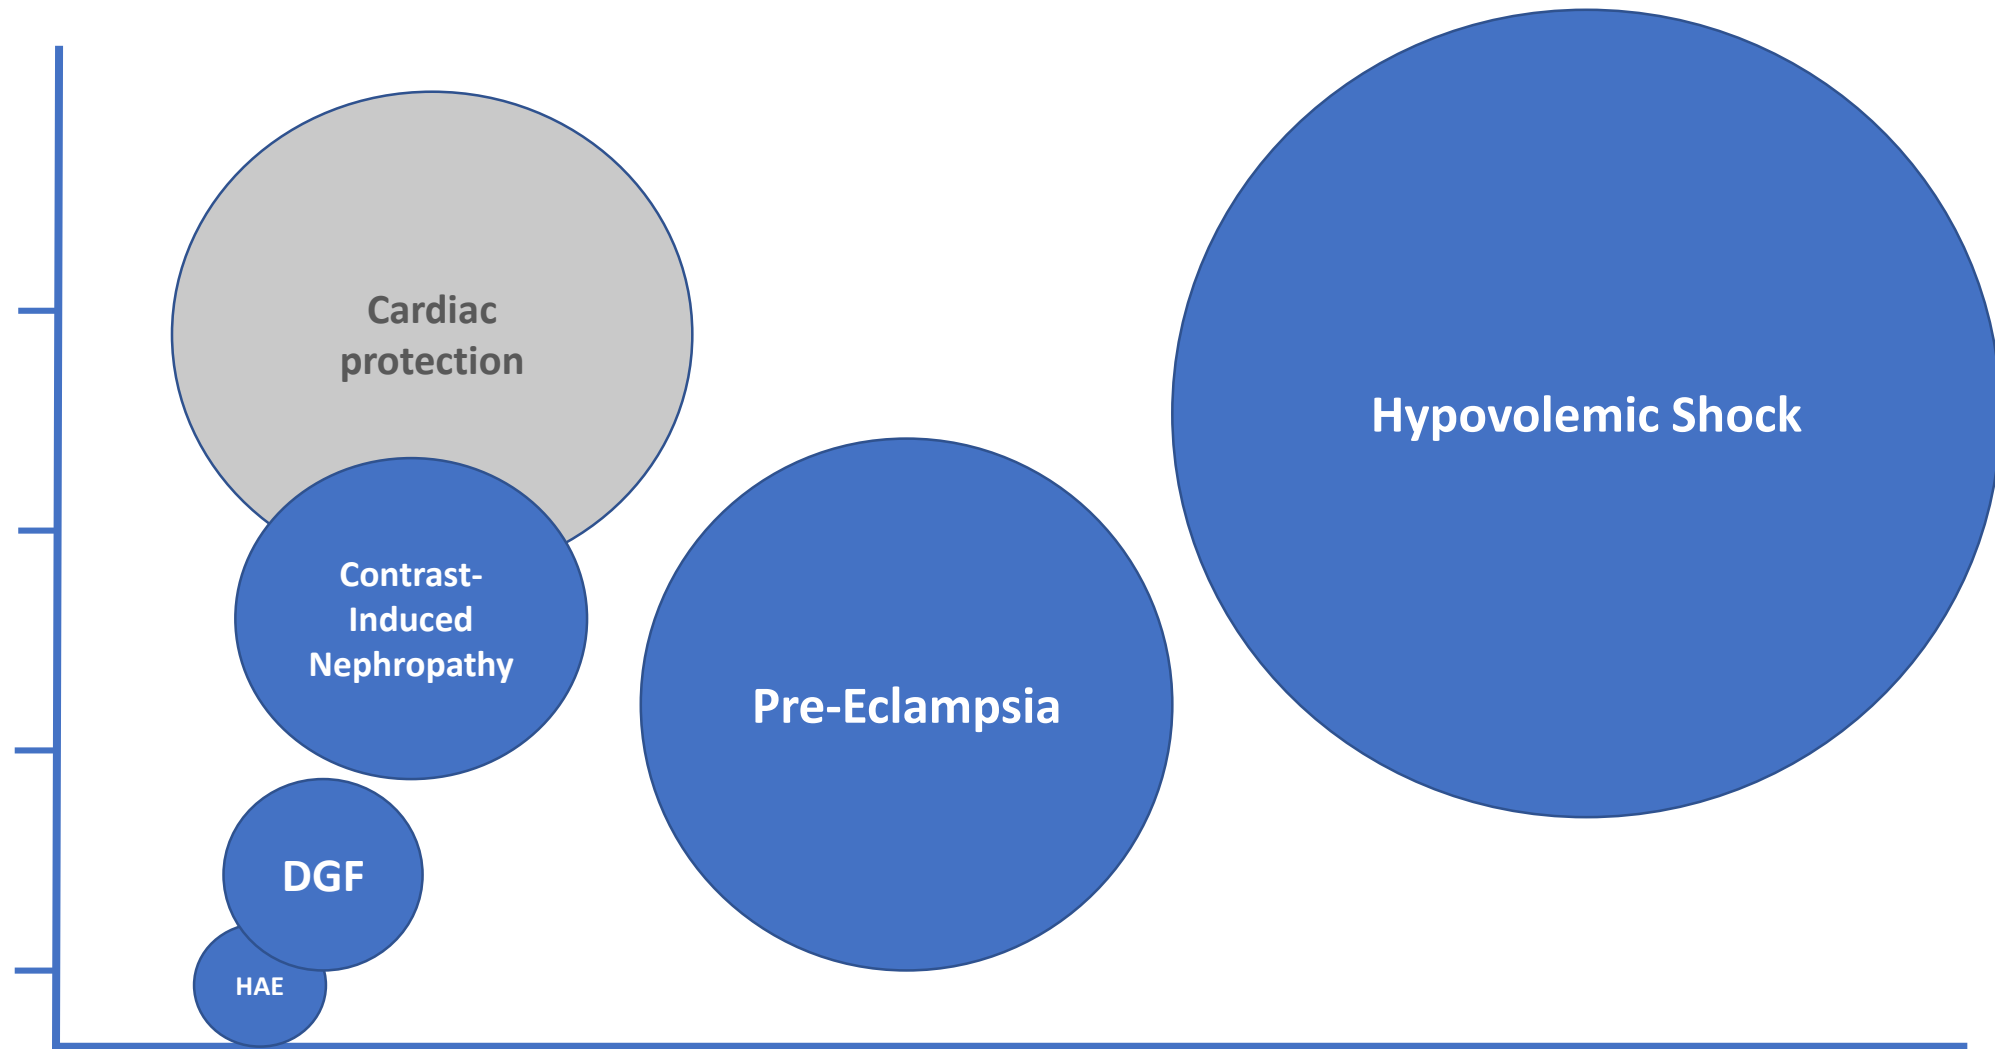 Cardiac
protection
Hypovolemic Shock
Contrast-
Induced
Nephropathy
Pre-Eclampsia
DGF
HAE